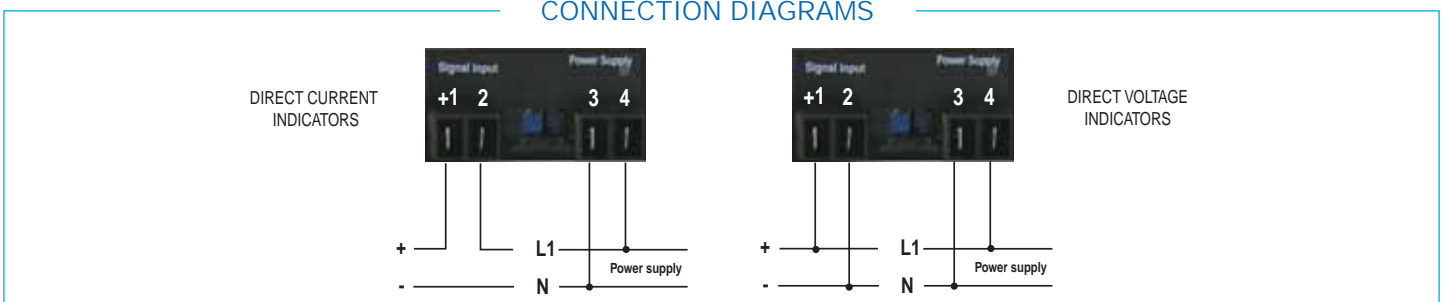 CONNECTION DIAGRAMS
DIRECT CURRENT
INDICATORS
Signal Input
Power Supply
+1 2 3 4
+
-
L1
N
Power supply
Signal Input
Power Supply
+1 2 3 4
DIRECT VOLTAGE
INDICATORS
+
-
L1
N
Power supply